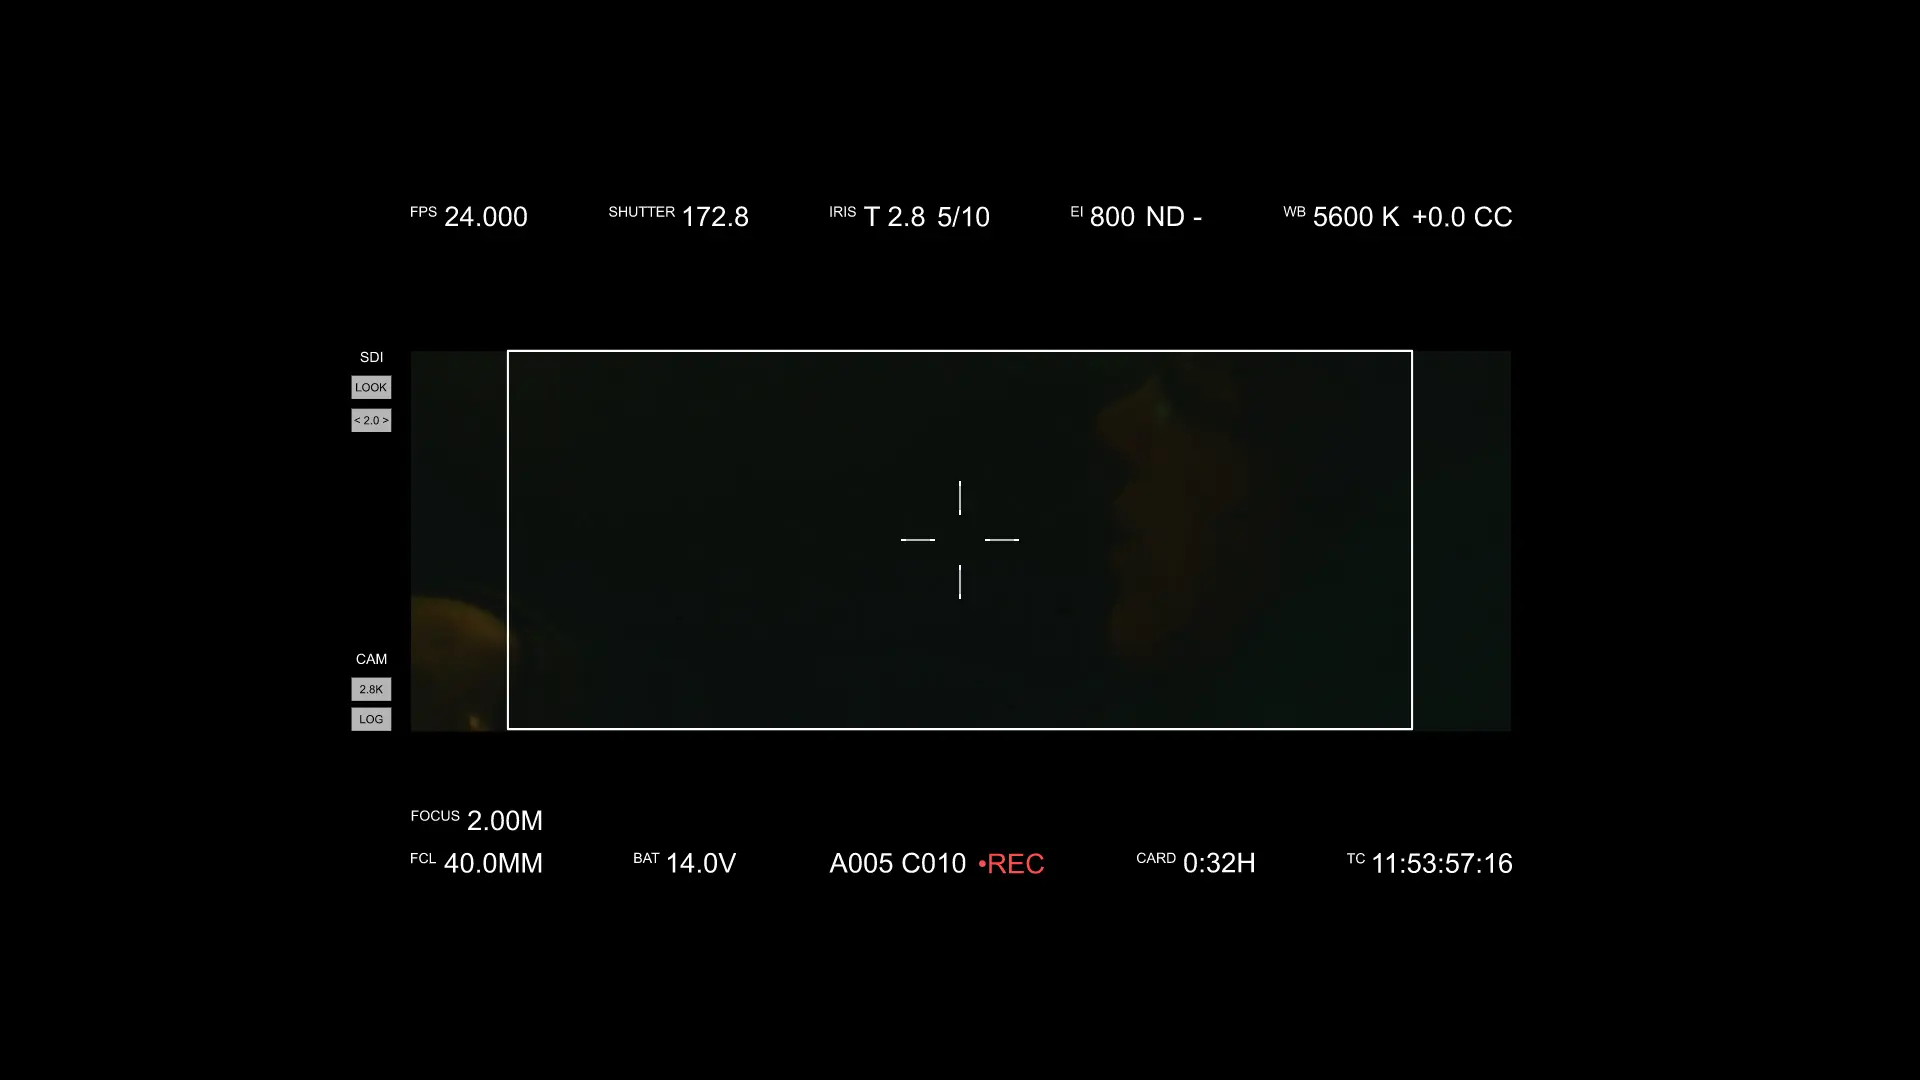 FPS 24.000 SHUTTER 172.8 IRIS T 2.8 5/10 EI 800 ND - WB 5600 K +0.0 CC
SDI
LOOK
< 2.0 >
CAM
2.8K
LOG
FOCUS 2.00M
FCL 40.0MM BAT 14.0V A005 C010 •REC CARD 0:32H TC 11:53:57:16